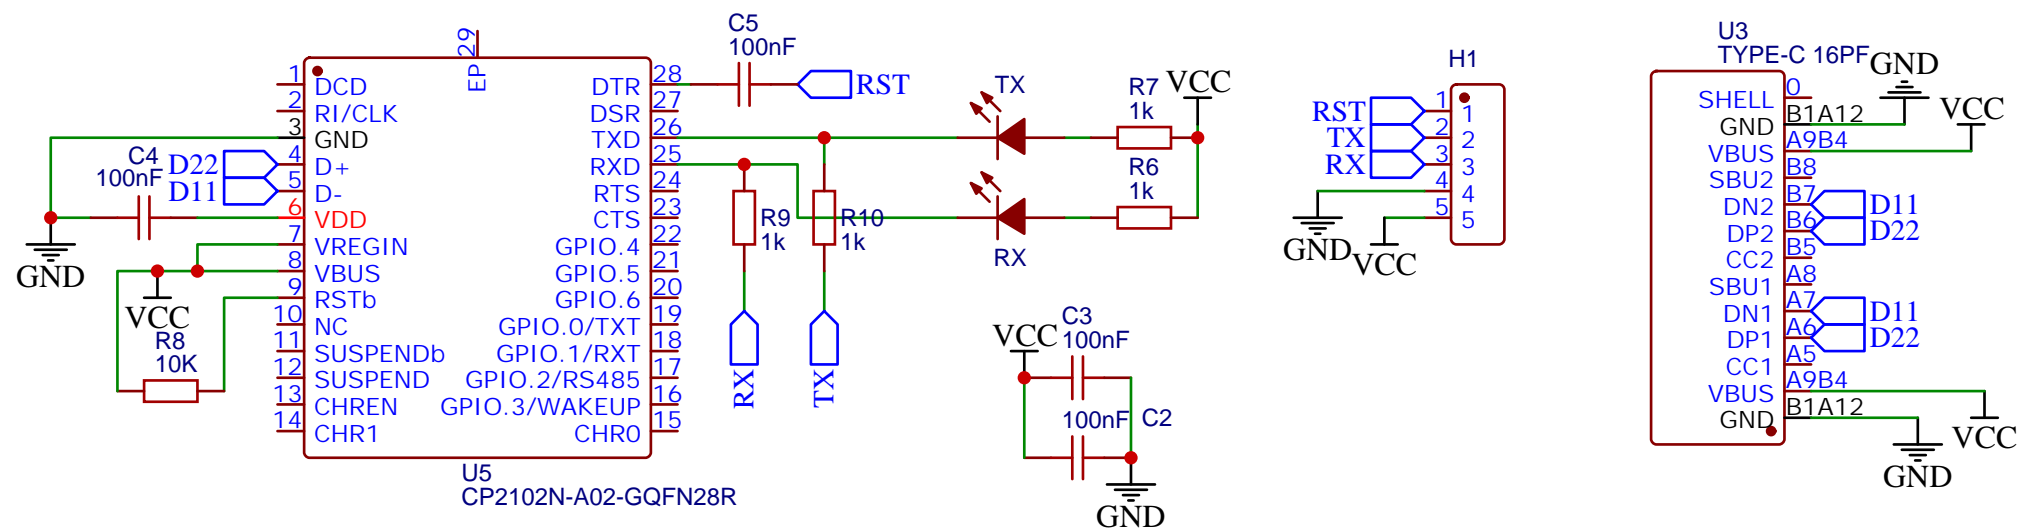 29
EP
1
DCD
2
RI/CLK
3
GND
4
D+
5
D-
6
VDD
7
VREGIN
8
VBUS
9
RSTb
10
NC
11
SUSPENDb
12
SUSPEND
13
CHREN
14
CHR1
28
DTR
27
DSR
26
TXD
25
RXD
24
RTS
23
CTS
22
GPIO.4
21
GPIO.5
20
GPIO.6
19
GPIO.0/TXT
18
GPIO.1/RXT
17
GPIO.2/RS485
16
GPIO.3/WAKEUP
15
CHR0
U5
CP2102N-A02-GQFN28R
C4
100nF
D22
D11
GND
VCC
R8
10K
C5
100nF
RST
TX
R7
1k
VCC
R6
1k
RX
R9
1k
R10
1k
RX
TX
VCC
C3
100nF
100nF
C2
GND
H1
RST
TX
RX
1
2
3
4
5
1
2
3
4
5
GND
VCC
U3
TYPE-C 16PF
GND
VCC
SHELL
0
GND
B1A12
VBUS
A9B4
SBU2
B8
DN2
B7
D11
DP2
B6
D22
CC2
B5
SBU1
A8
DN1
A7
D11
DP1
A6
D22
CC1
A5
VBUS
A9B4
GND
B1A12
VCC
GND